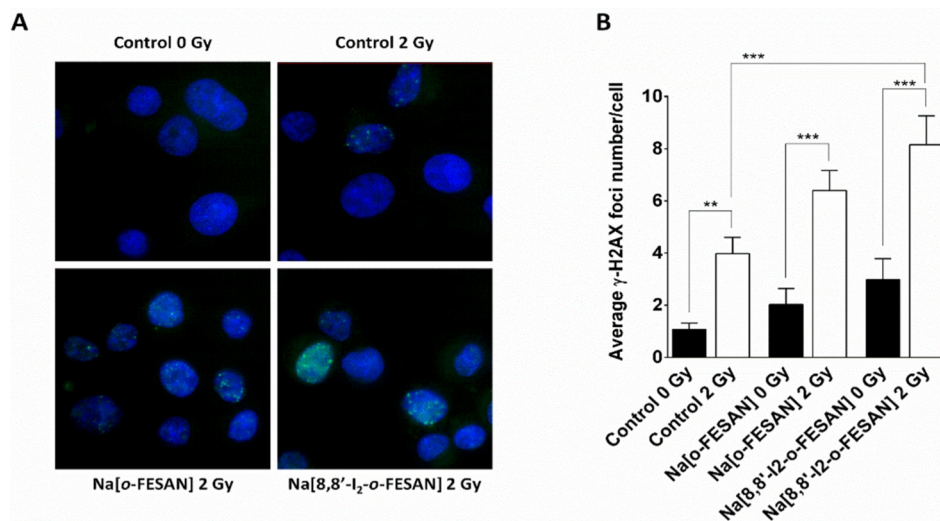 A
Control 0 Gy
Control 2 Gy
Na[o-FESAN] 2 Gy
Na[8,8′-I₂-o-FESAN] 2 Gy
B
Average γ-H2AX foci number/cell
10
8
6
4
2
0
**
***
***
***
Control 0 Gy
Control 2 Gy
Na[o-FESAN] 0 Gy
Na[o-FESAN] 2 Gy
Na[8,8'-I2-o-FESAN] 0 Gy
Na[8,8'-I2-o-FESAN] 2 Gy